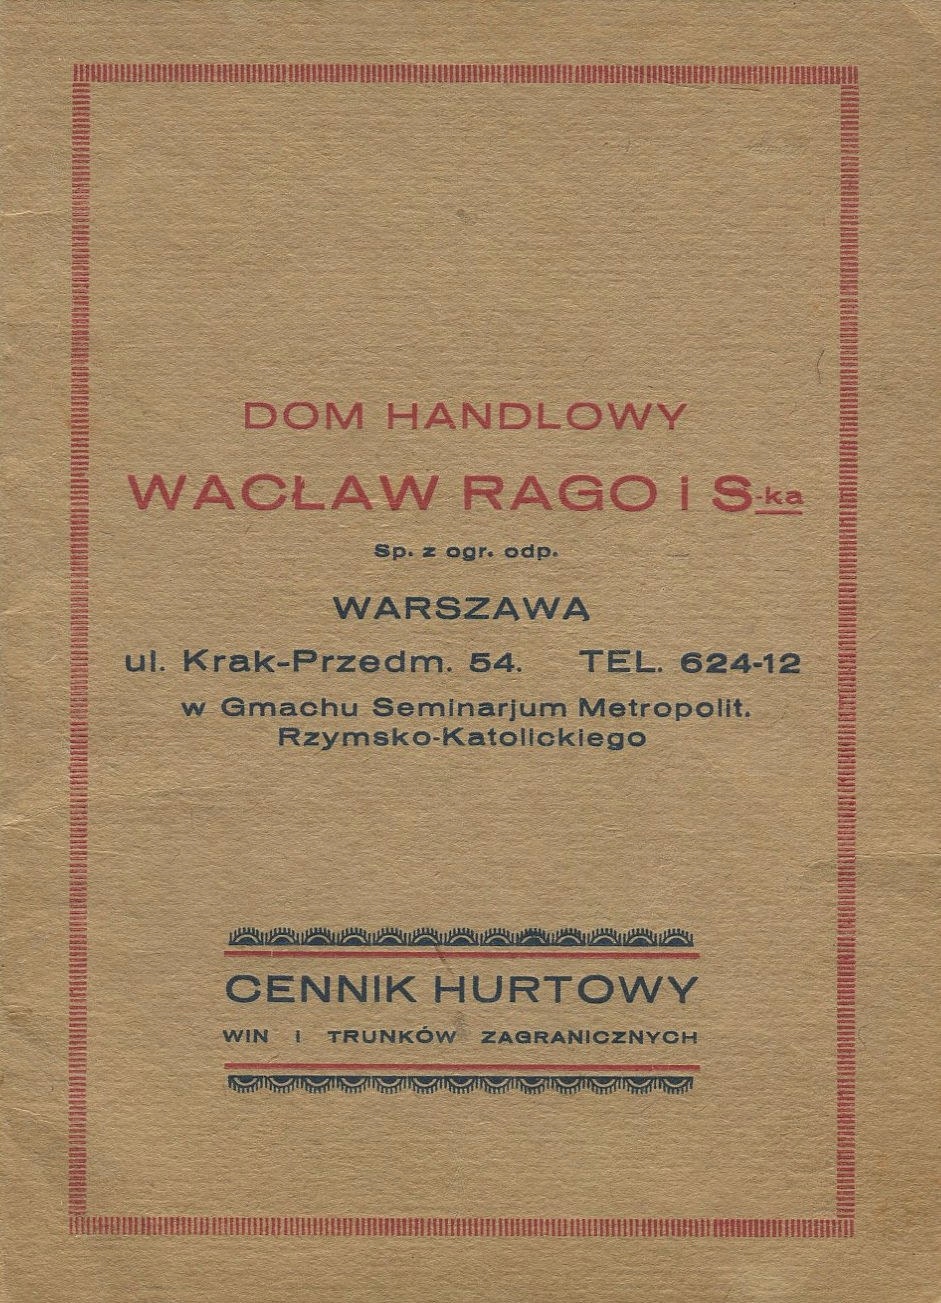 DOM HANDLOWY
WACŁAW RAGO i S-ka
Sp. z ogr. odp.
WARSZAWA
ul. Krak-Przedm. 54. TEL. 624-12
w Gmachu Seminarjum Metropolit.
Rzymsko-Katolickiego
CENNIK HURTOWY
WIN I TRUNKÓW ZAGRANICZNYCH